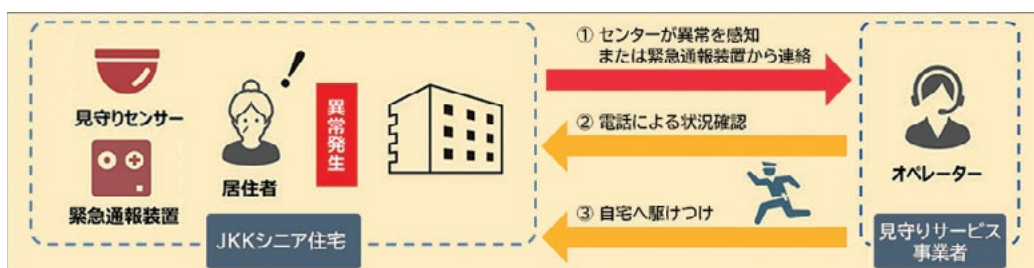 見守りセンサー
緊急通報装置
居住者
異常発生
JKKシニア住宅
① センターが異常を感知
または緊急通報装置から連絡
② 電話による状況確認
③ 自宅へ駆けつけ
オペレーター
見守りサービス
事業者